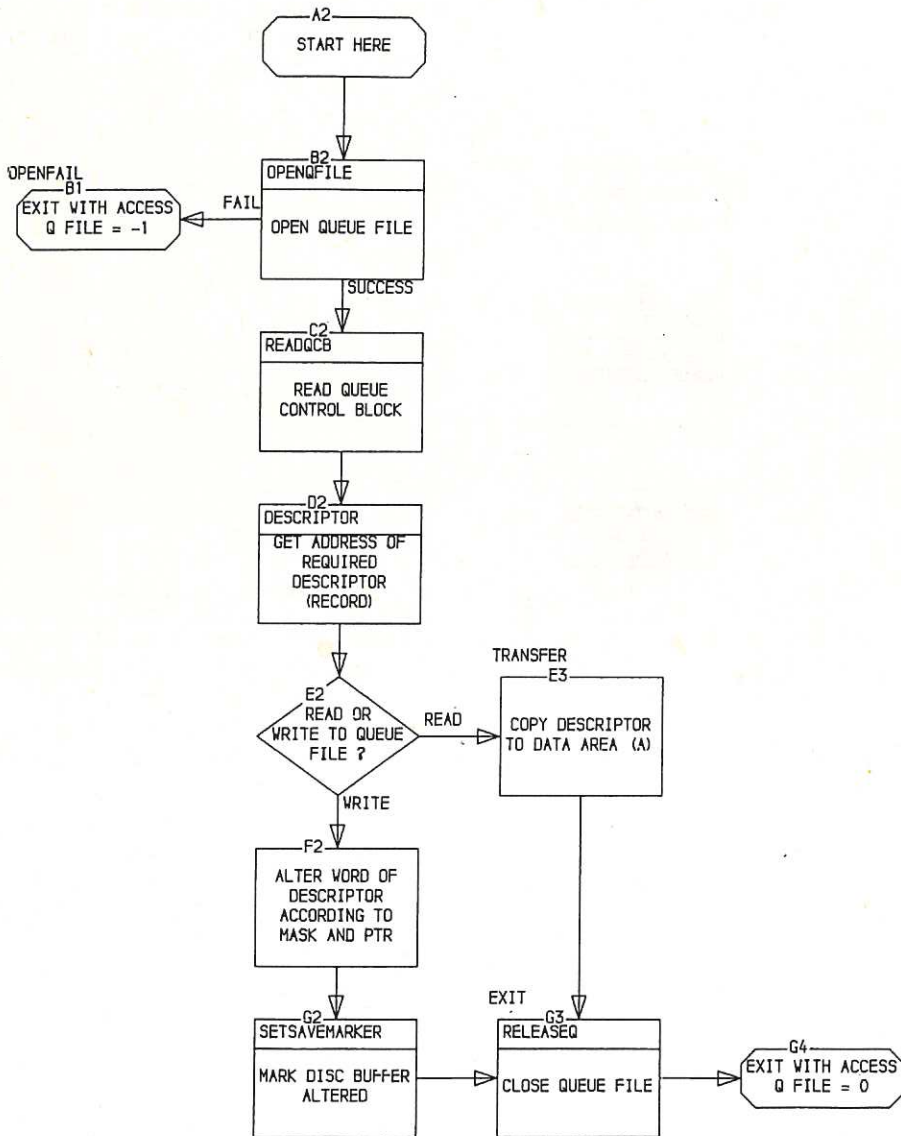 A2
START HERE
B2
OPENQFILE
OPEN QUEUE FILE
OPENFAIL
B1
EXIT WITH ACCESS
Q FILE = -1
FAIL
SUCCESS
C2
READQCB
READ QUEUE
CONTROL BLOCK
D2
DESCRIPTOR
GET ADDRESS OF
REQUIRED
DESCRIPTOR
(RECORD)
E2
READ OR
WRITE TO QUEUE
FILE ?
READ
TRANSFER
E3
COPY DESCRIPTOR
TO DATA AREA (A)
WRITE
F2
ALTER WORD OF
DESCRIPTOR
ACCORDING TO
MASK AND PTR
G2
SETSAVEMARKER
MARK DISC BUFFER
ALTERED
EXIT
G3
RELEASEQ
CLOSE QUEUE FILE
G4
EXIT WITH ACCESS
Q FILE = 0